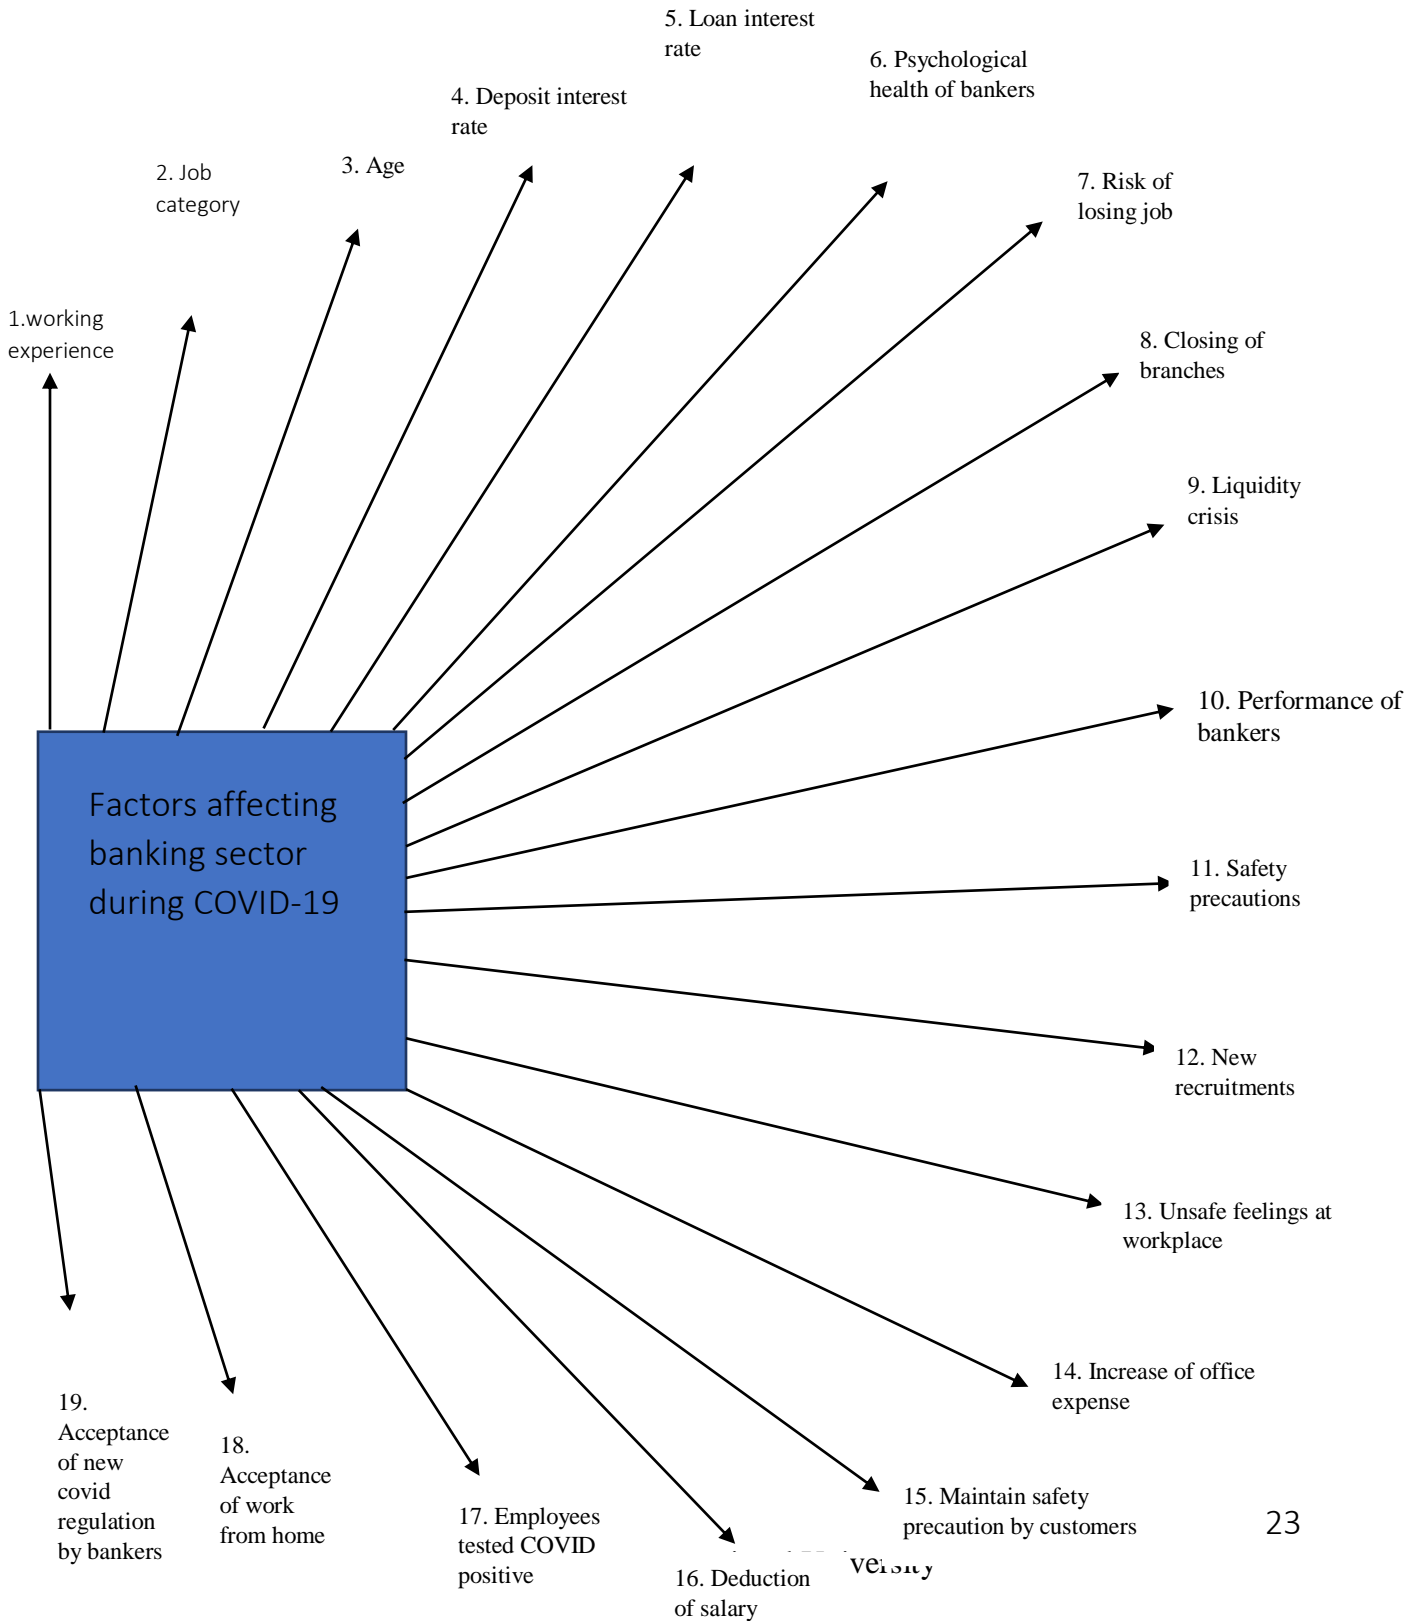 5. Loan interest
rate
6. Psychological
health of bankers
4. Deposit interest
rate
3. Age
2. Job
category
7. Risk of
losing job
1.working
experience
8. Closing of
branches
9. Liquidity
crisis
10. Performance of
bankers
Factors affecting
banking sector
during COVID-19
11. Safety
precautions
12. New
recruitments
13. Unsafe feelings at
workplace
14. Increase of office
expense
19.
Acceptance
of new
covid
regulation
by bankers
18.
Acceptance
of work
from home
17. Employees
tested COVID
positive
15. Maintain safety
precaution by customers
23
versity
16. Deduction
of salary